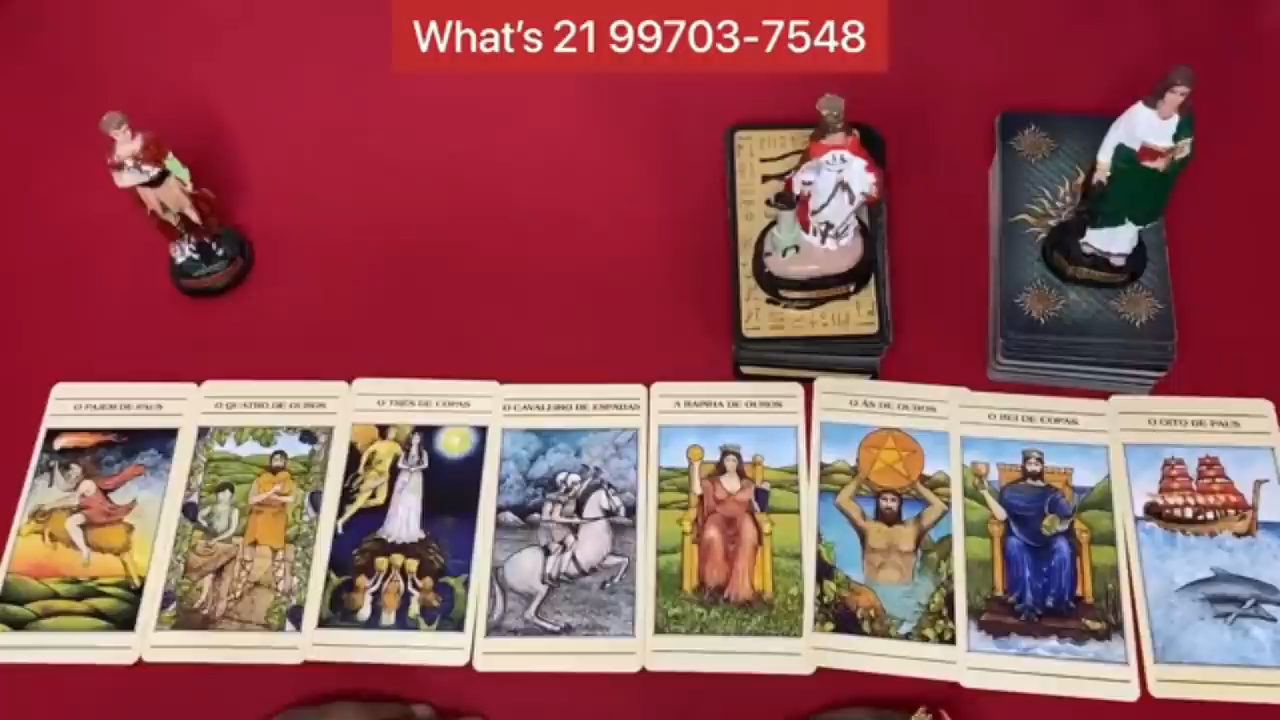 What's 21 99703-7548
O PAJEM DE PAUS
O QUATRO DE OUROS
O TRÊS DE COPAS
O CAVALEIRO DE ESPADAS
A RAINHA DE OUROS
O ÁS DE OUROS
O REI DE COPAS
O OITO DE PAUS